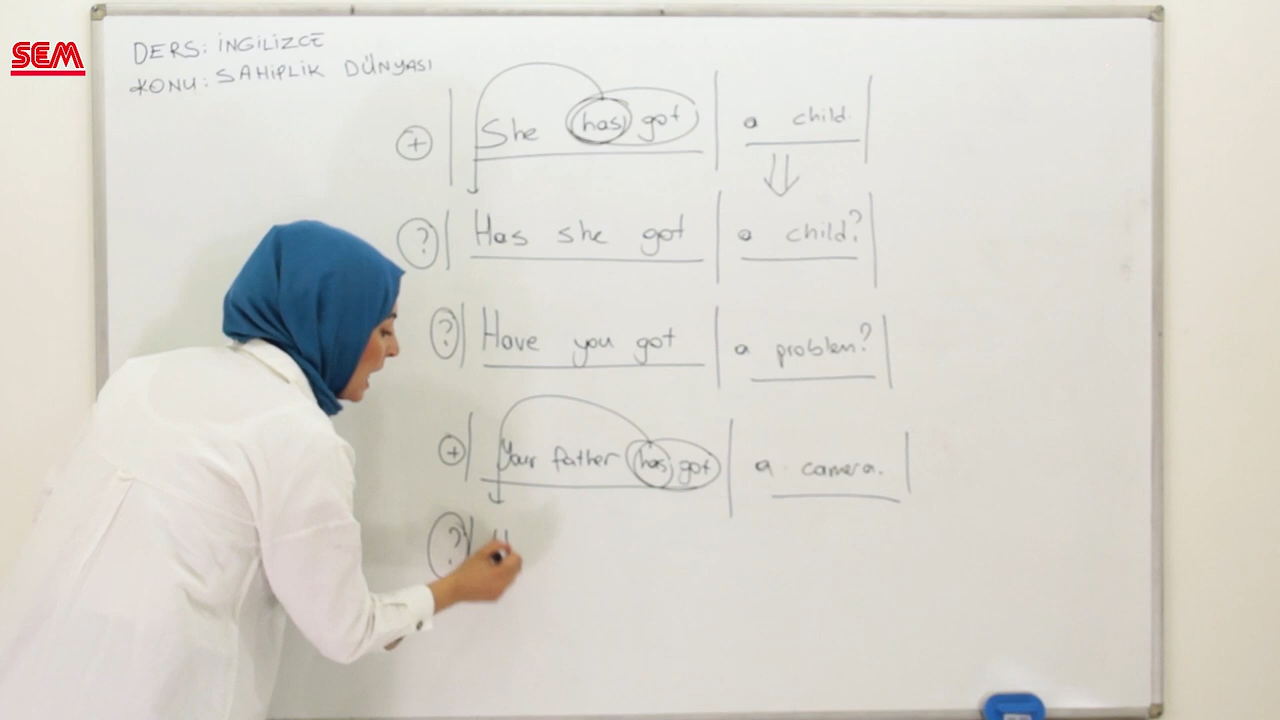 SEM
DERS: İNGİLİZCE
KONU: SAHİPLİK DÜNYASI
+ She has got a child.
? Has she got a child?
? Have you got a problem?
+ Your father has got a camera.
? H